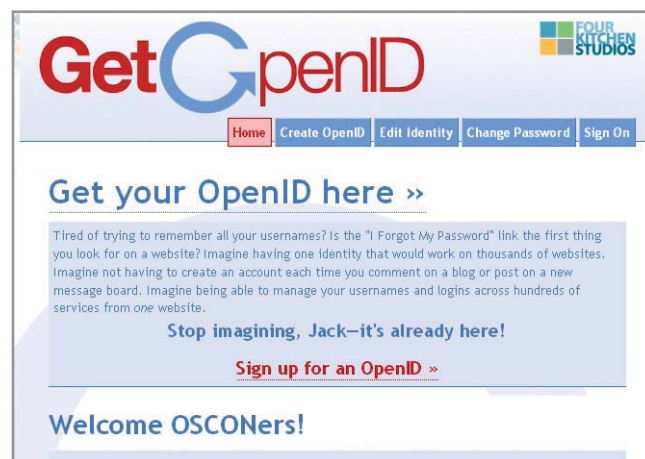 GetOpenID
FOUR
KITCHEN
STUDIOS
Home Create OpenID Edit Identity Change Password Sign On
Get your OpenID here »
Tired of trying to remember all your usernames? Is the "I Forgot My Password" link the first thing
you look for on a website? Imagine having one identity that would work on thousands of websites.
Imagine not having to create an account each time you comment on a blog or post on a new
message board. Imagine being able to manage your usernames and logins across hundreds of
services from one website.
Stop imagining, Jack—it's already here!
Sign up for an OpenID »
Welcome OSCONers!